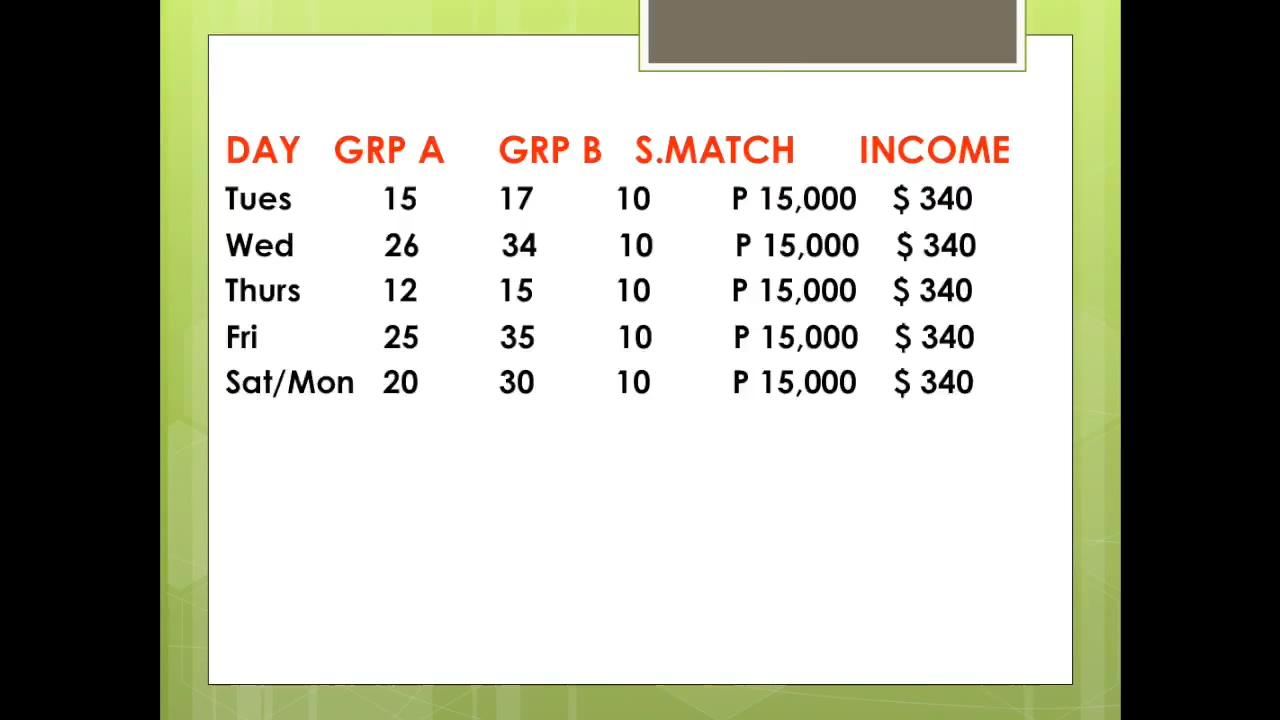 DAY GRP A GRP B S.MATCH INCOME
Tues 15 17 10 P 15,000 $ 340
Wed 26 34 10 P 15,000 $ 340
Thurs 12 15 10 P 15,000 $ 340
Fri 25 35 10 P 15,000 $ 340
Sat/Mon 20 30 10 P 15,000 $ 340